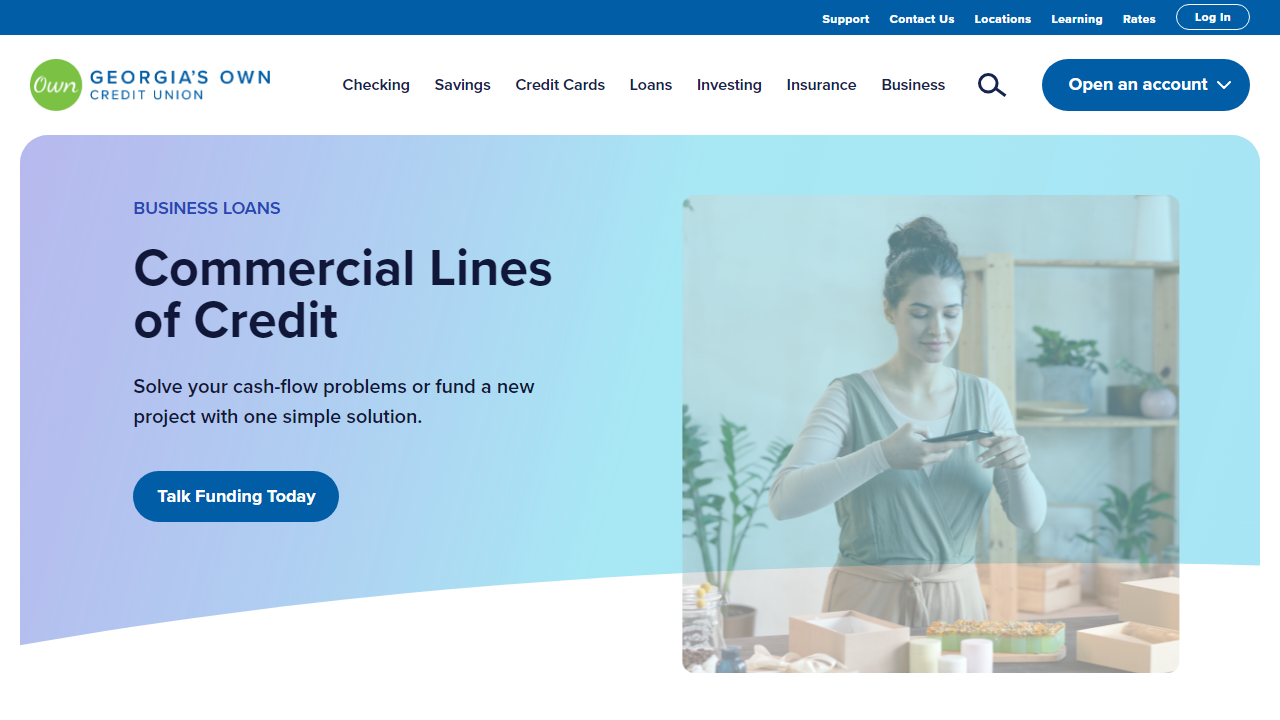 Support Contact Us Locations Learning Rates Log In
Own GEORGIA'S OWN
CREDIT UNION
Checking Savings Credit Cards Loans Investing Insurance Business Open an account
BUSINESS LOANS
Commercial Lines
of Credit
Solve your cash-flow problems or fund a new
project with one simple solution.
Talk Funding Today